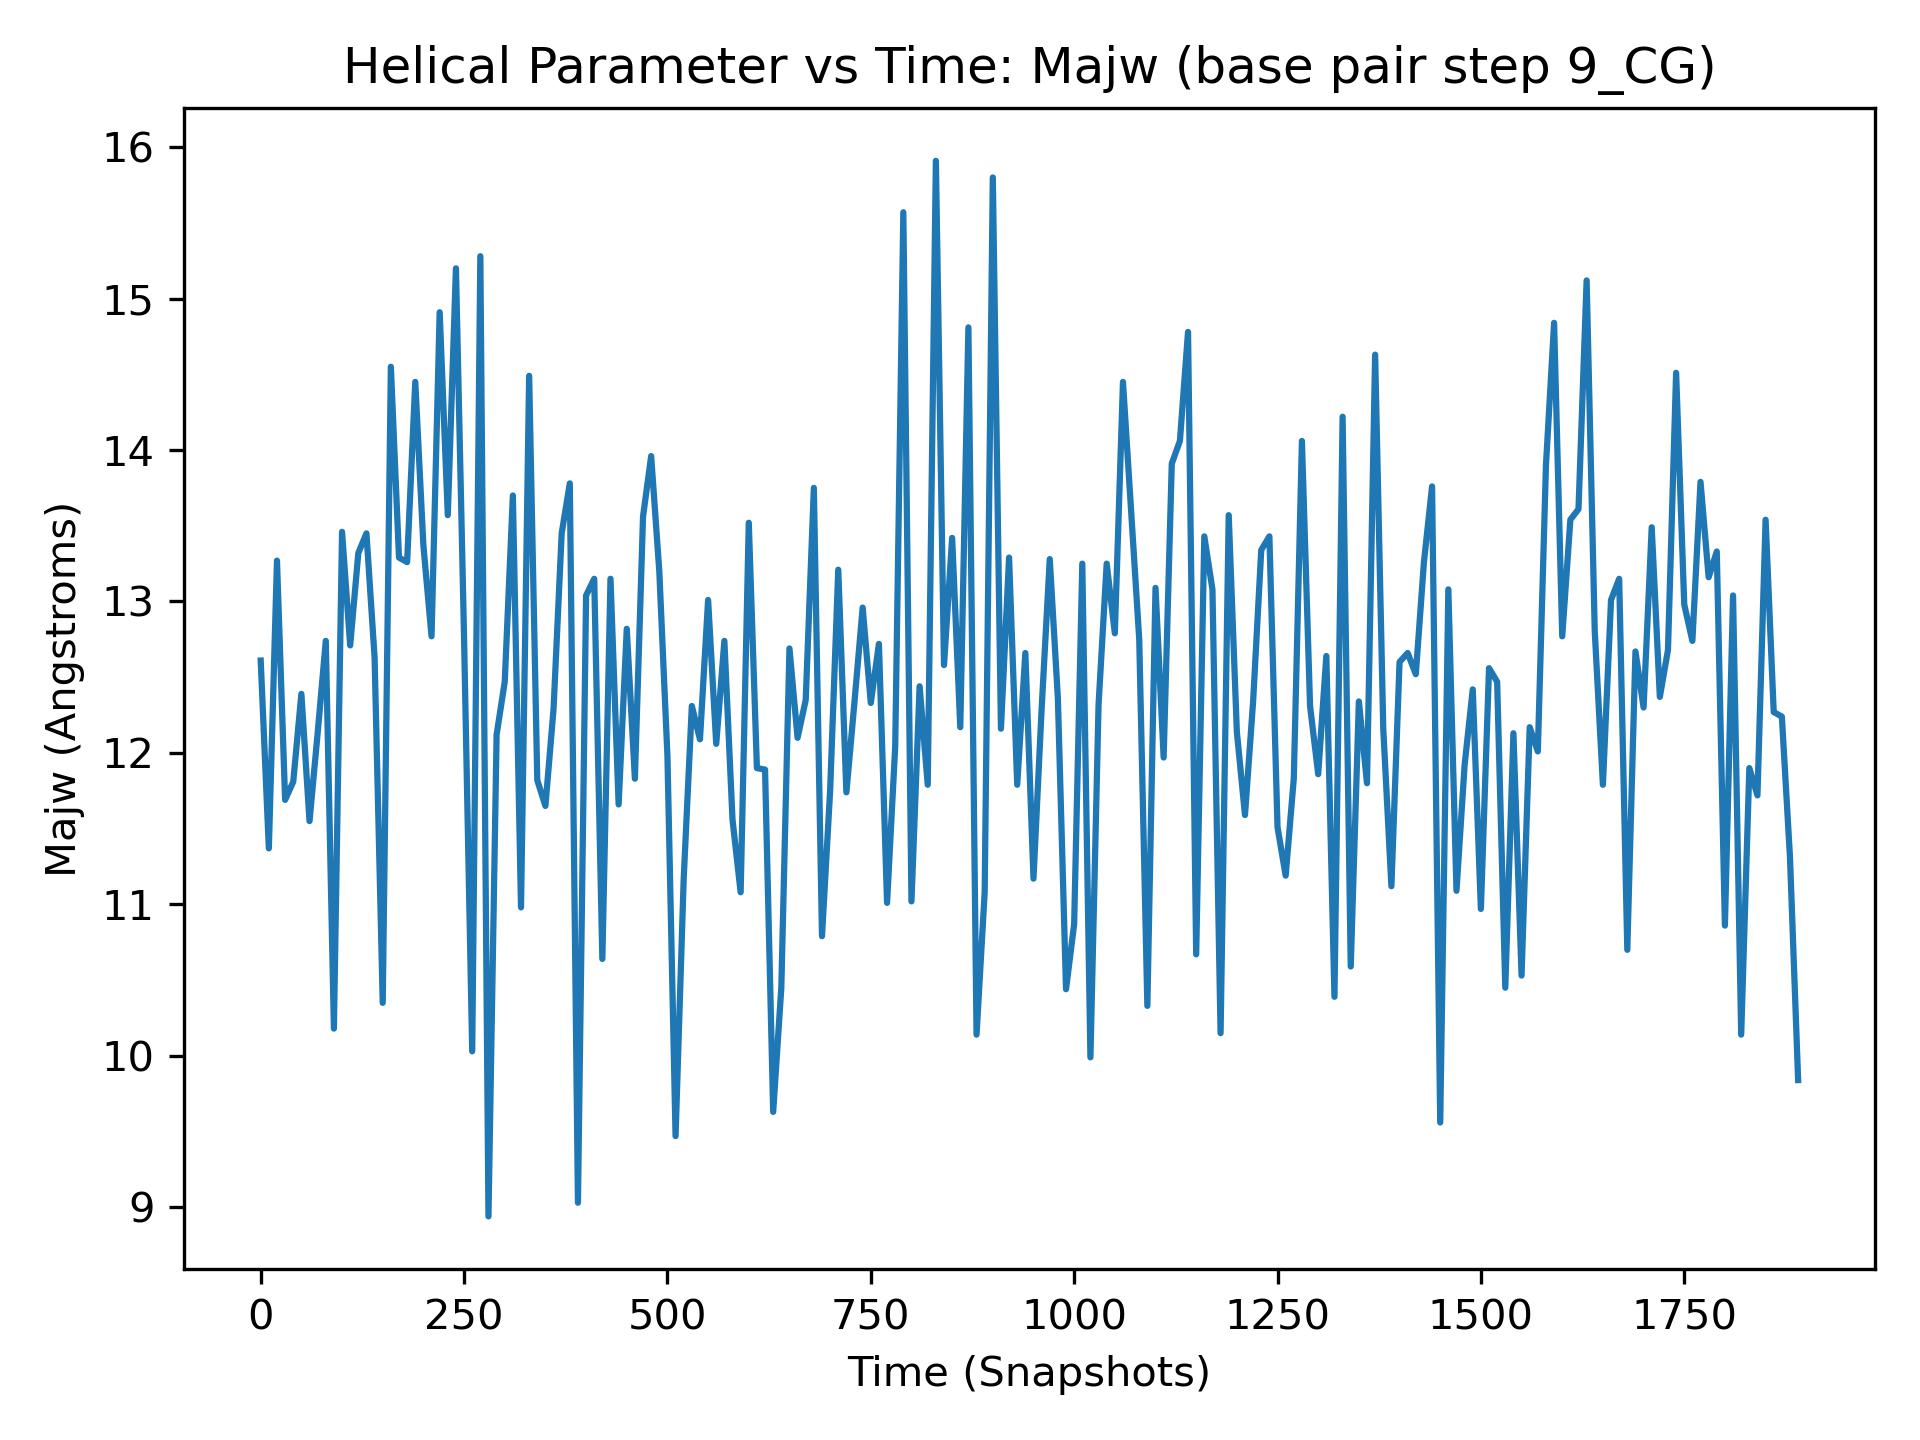 Helical Parameter vs Time: Majw (base pair step 9_CG)
16
15
14
13
12
11
10
9
Majw (Angstroms)
0 250 500 750 1000 1250 1500 1750
Time (Snapshots)